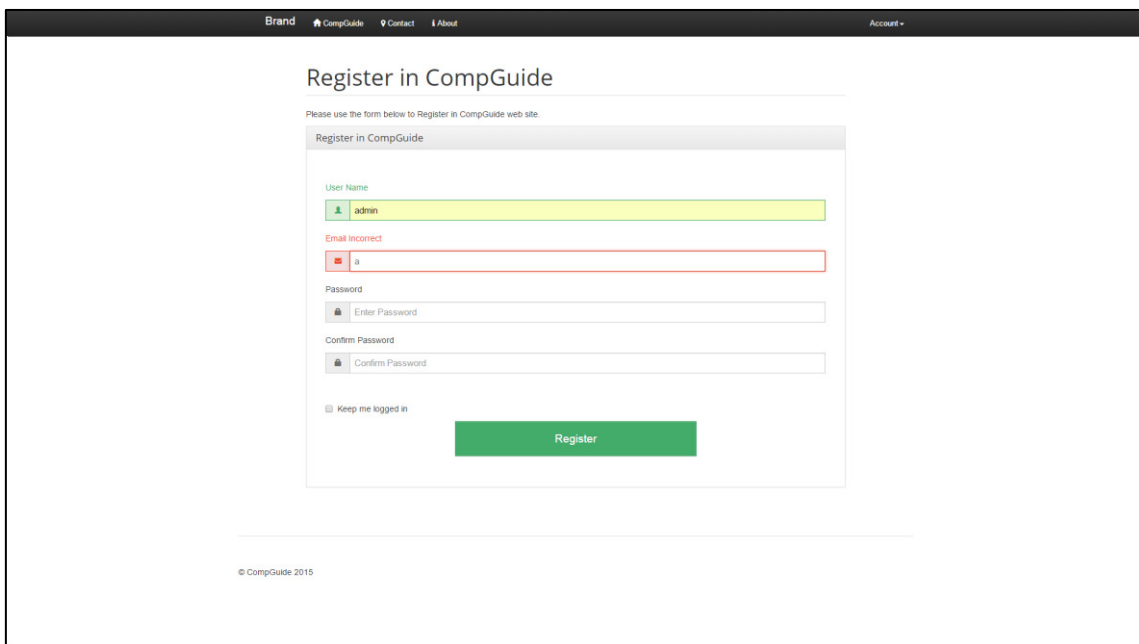 Brand CompGuide Contact About Account
Register in CompGuide
Please use the form below to Register in CompGuide web site.
Register in CompGuide
User Name
admin
Email Incorrect
a
Password
Enter Password
Confirm Password
Confirm Password
Keep me logged in
Register
© CompGuide 2015